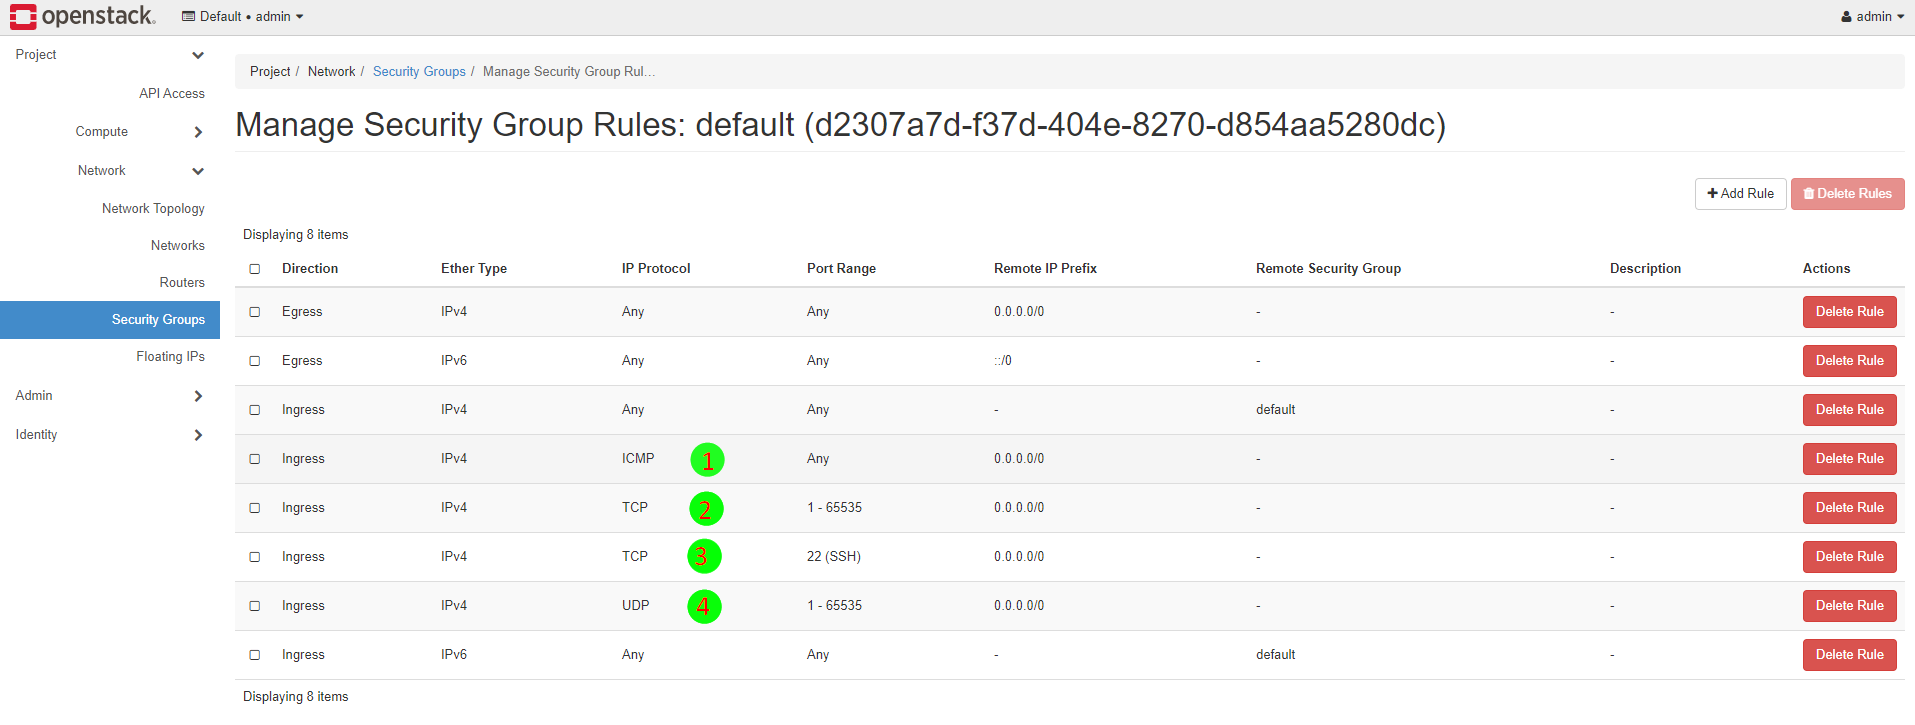 openstack. Default • admin admin
Project
API Access
Compute
Network
Network Topology
Networks
Routers
Security Groups
Floating IPs
Admin
Identity
Project / Network / Security Groups / Manage Security Group Rul...
Manage Security Group Rules: default (d2307a7d-f37d-404e-8270-d854aa5280dc)
+ Add Rule Delete Rules
Displaying 8 items
Direction Ether Type IP Protocol Port Range Remote IP Prefix Remote Security Group Description Actions
Egress IPv4 Any Any 0.0.0.0/0 - - Delete Rule
Egress IPv6 Any Any ::/0 - - Delete Rule
Ingress IPv4 Any Any - default - Delete Rule
Ingress IPv4 ICMP 1 Any 0.0.0.0/0 - - Delete Rule
Ingress IPv4 TCP 2 1 - 65535 0.0.0.0/0 - - Delete Rule
Ingress IPv4 TCP 3 22 (SSH) 0.0.0.0/0 - - Delete Rule
Ingress IPv4 UDP 4 1 - 65535 0.0.0.0/0 - - Delete Rule
Ingress IPv6 Any Any - default - Delete Rule
Displaying 8 items